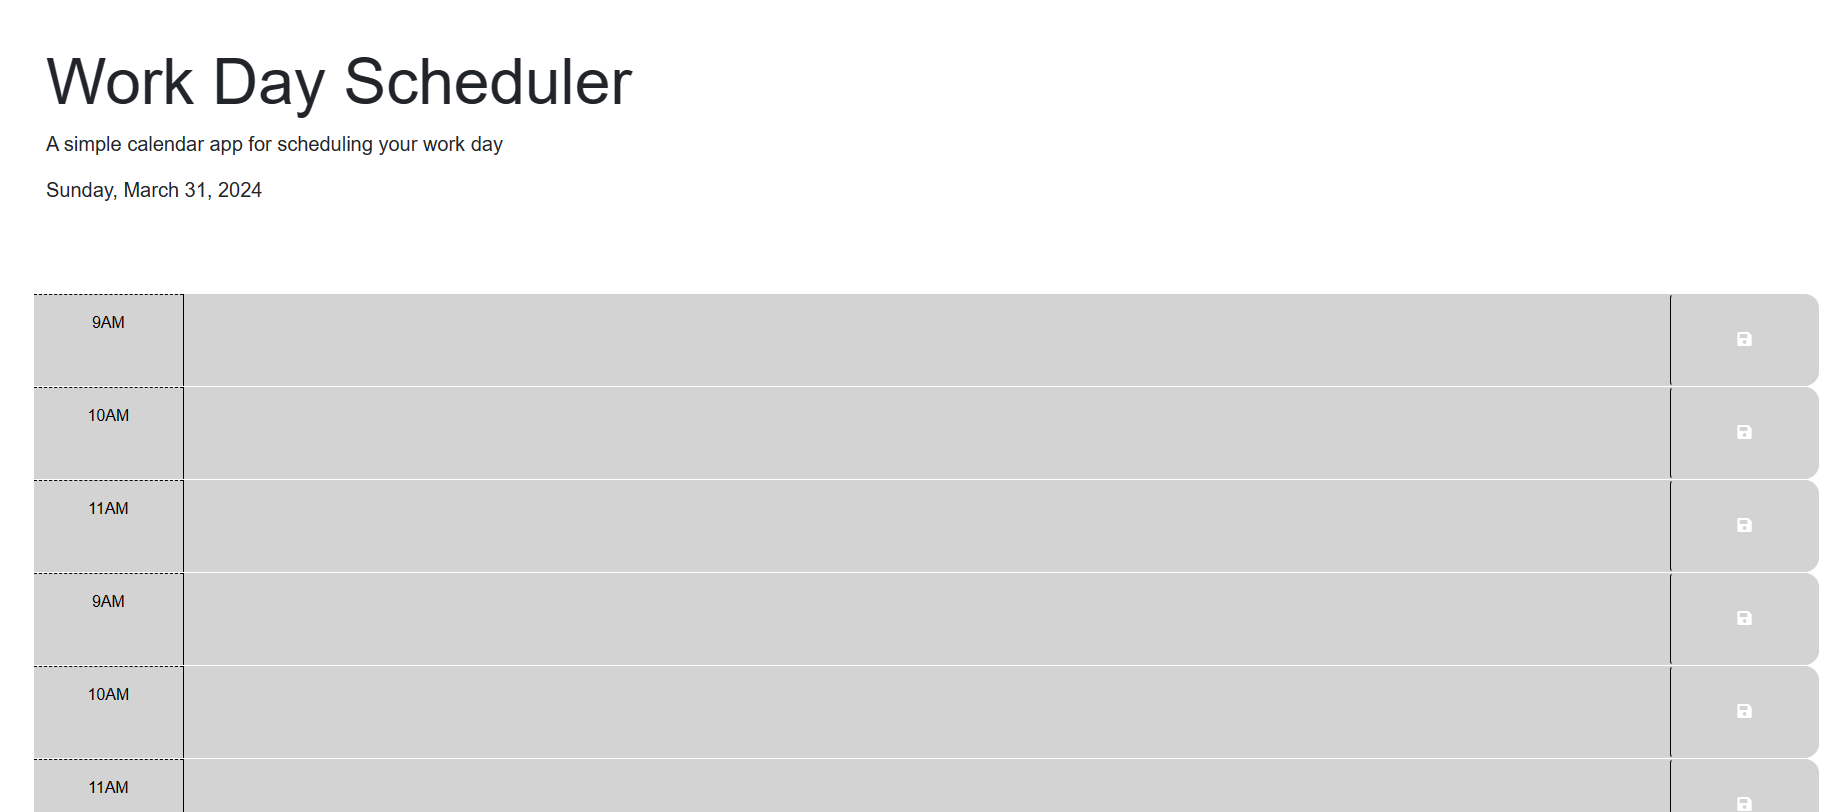 Work Day Scheduler
A simple calendar app for scheduling your work day
Sunday, March 31, 2024
9AM
10AM
11AM
9AM
10AM
11AM